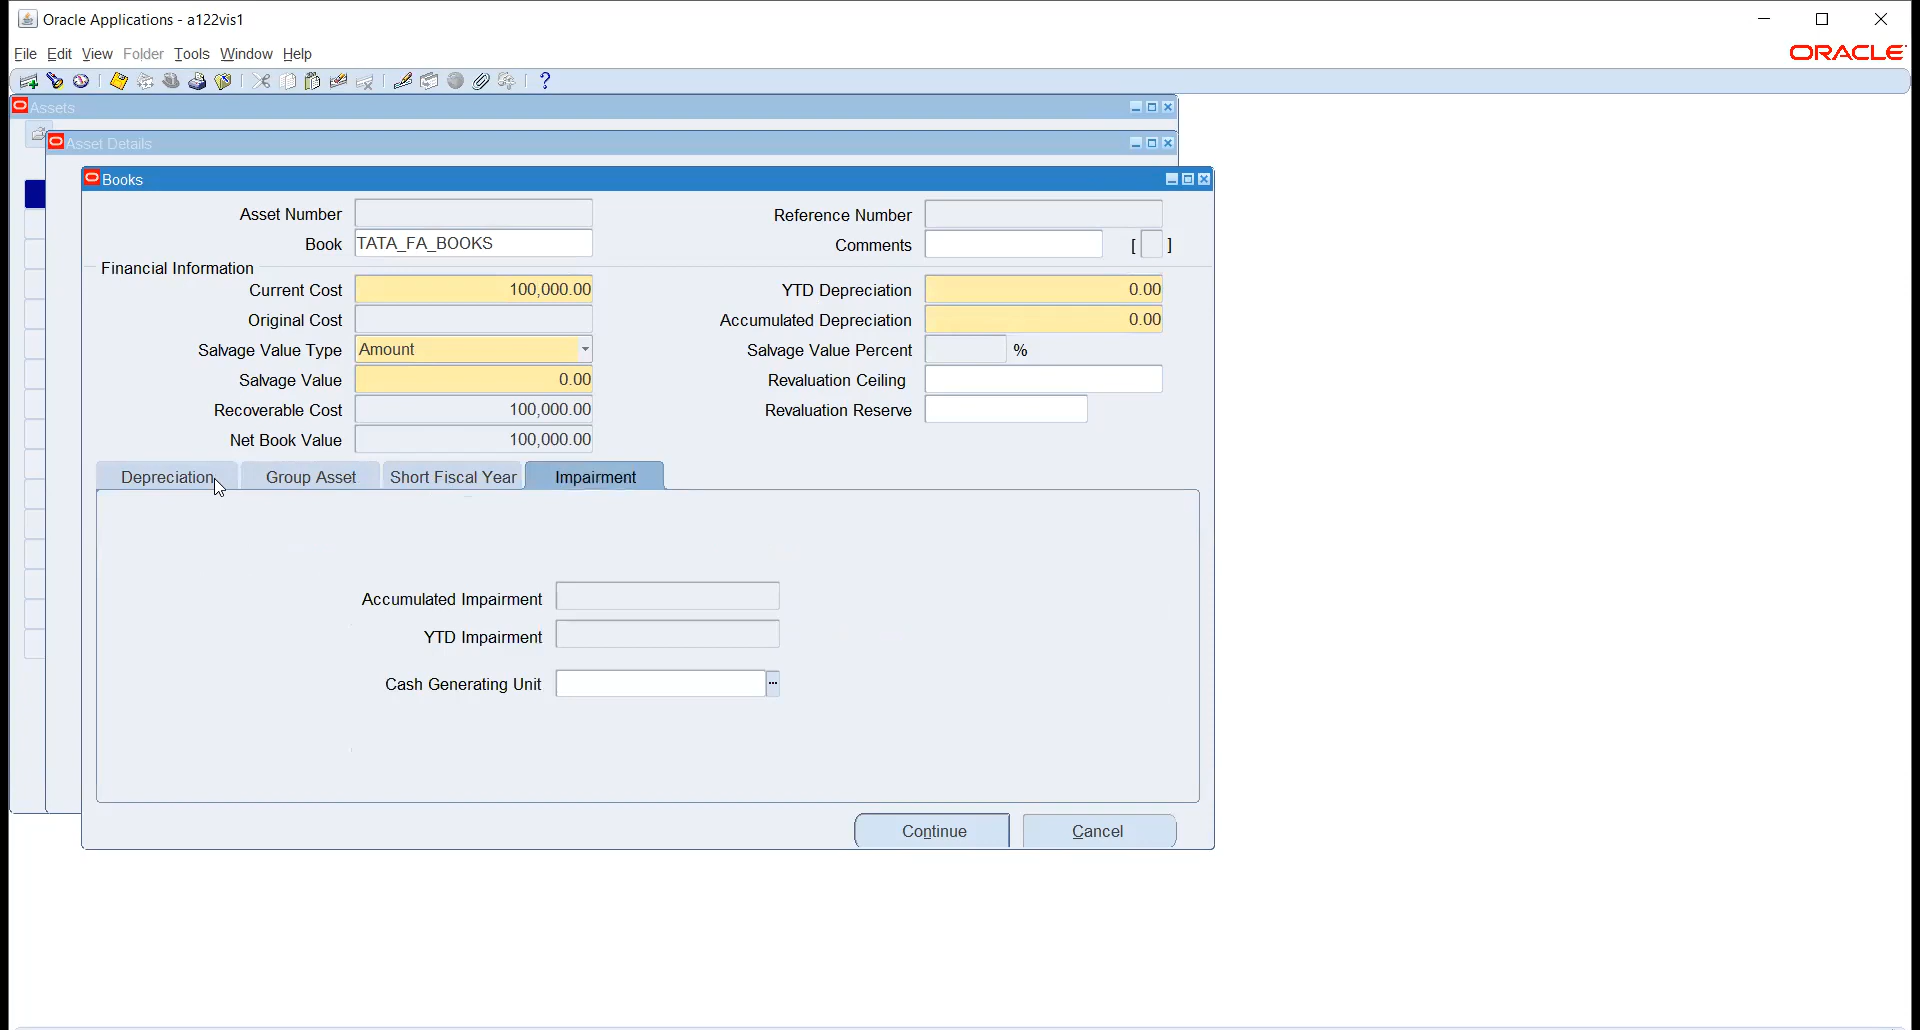 Oracle Applications - a122vis1
File Edit View Folder Tools Window Help
ORACLE
Assets
Asset Details
Books
Asset Number
Reference Number
Book TATA_FA_BOOKS
Comments [ ]
Financial Information
Current Cost 100,000.00
YTD Depreciation 0.00
Original Cost
Accumulated Depreciation 0.00
Salvage Value Type Amount
Salvage Value Percent %
Salvage Value 0.00
Revaluation Ceiling
Recoverable Cost 100,000.00
Revaluation Reserve
Net Book Value 100,000.00
Depreciation Group Asset Short Fiscal Year Impairment
Accumulated Impairment
YTD Impairment
Cash Generating Unit ...
Continue Cancel